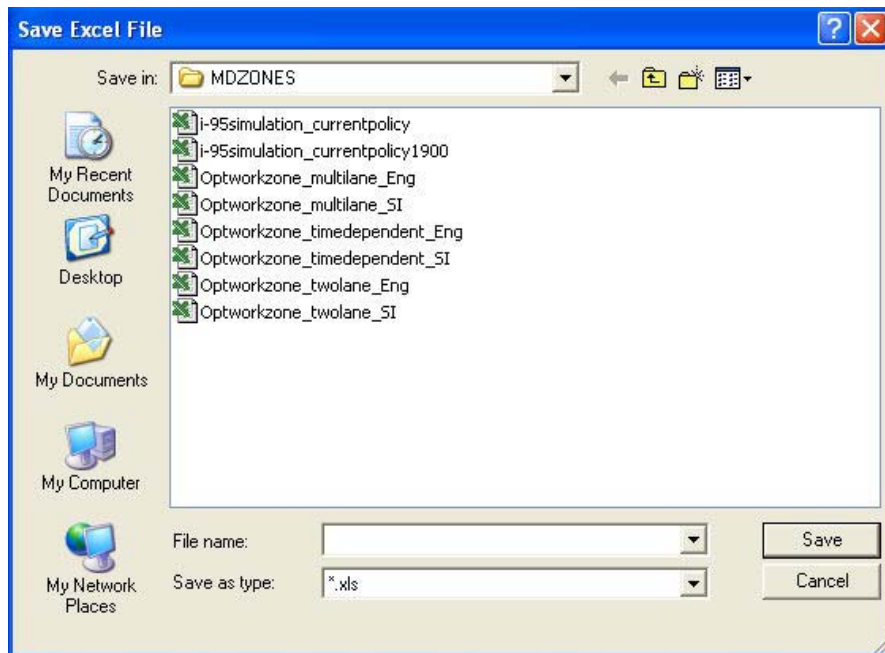 Save Excel File
Save in: MDZONES
i-95simulation_currentpolicy
i-95simulation_currentpolicy1900
Optworkzone_multilane_Eng
Optworkzone_multilane_SI
Optworkzone_timedependent_Eng
Optworkzone_timedependent_SI
Optworkzone_twolane_Eng
Optworkzone_twolane_SI
My Recent
Documents
Desktop
My Documents
My Computer
My Network
Places
File name:
Save
Save as type: *.xls
Cancel